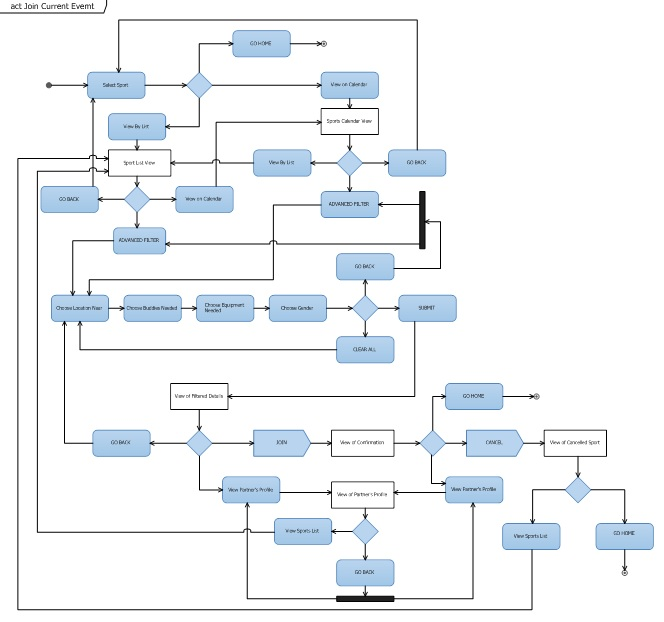 act Join Current Evemt
GO HOME
Select Sport
View on Calendar
View By List
Sports Calendar View
Sport List View
View By List
GO BACK
GO BACK
View on Calendar
ADVANCED FILTER
ADVANCED FILTER
GO BACK
Choose Location Near
Choose Buddies Needed
Choose Equipment
Needed
Choose Gender
SUBMIT
CLEAR ALL
View of Filtered Details
GO HOME
GO BACK
JOIN
View of Confirmation
CANCEL
View of Cancelled Sport
View Partner's Profile
View of Partner's Profile
View Partner's Profile
View Sports List
View Sports List
GO HOME
GO BACK